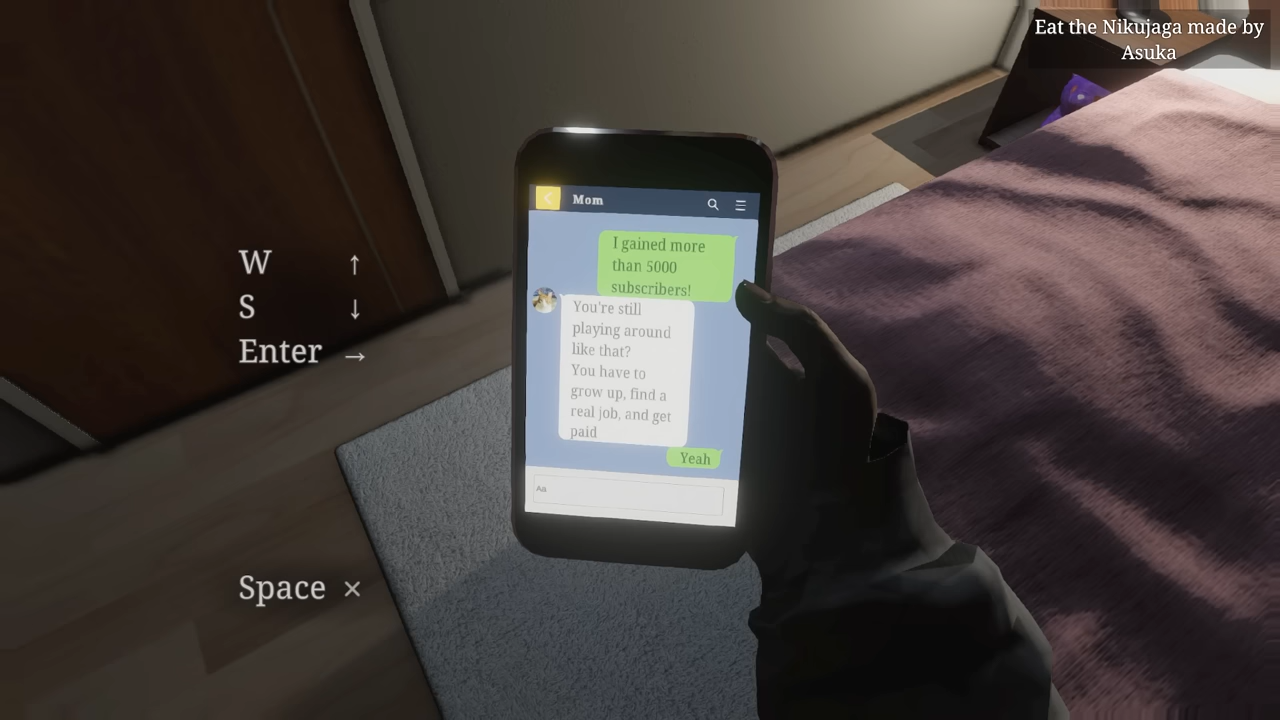 Eat the Nikujaga made by
Asuka
Mom
I gained more
than 5000
subscribers!
You're still
playing around
like that?
You have to
grow up, find a
real job, and get
paid
Yeah
Aa
W ↑
S ↓
Enter →
Space ×